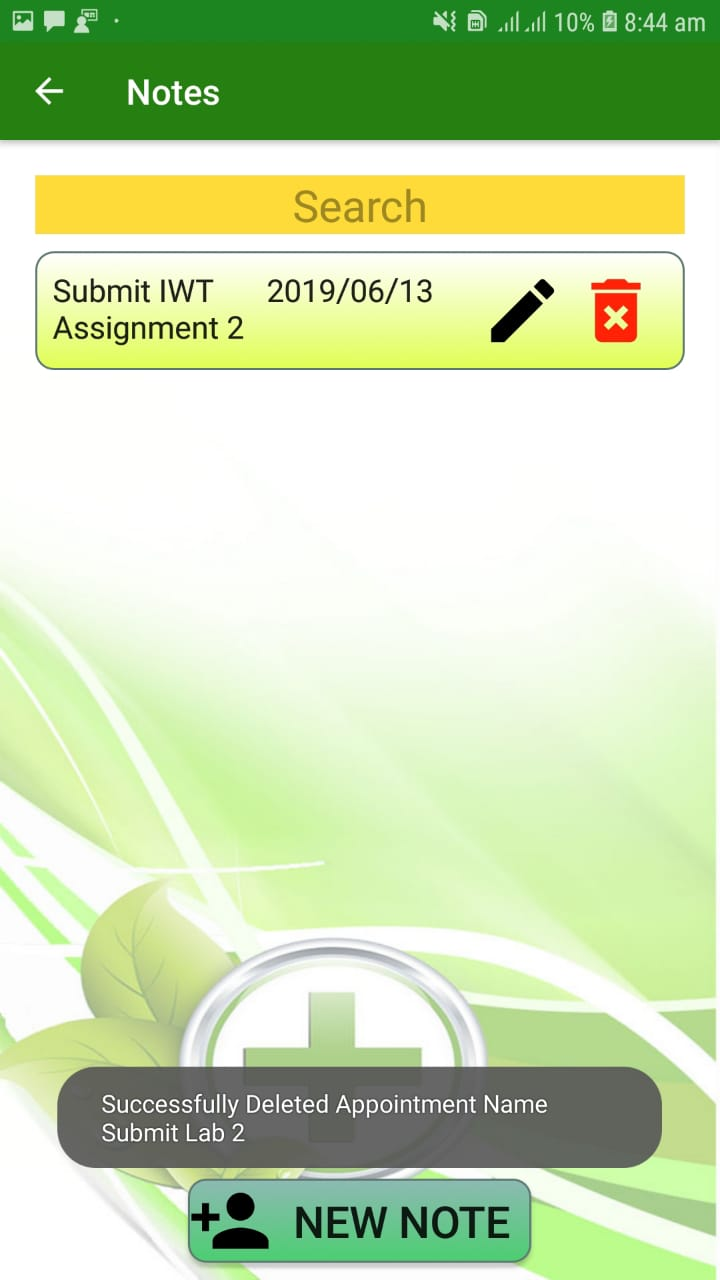 10% 8:44 am
Notes
Search
Submit IWT 2019/06/13
Assignment 2
Successfully Deleted Appointment Name
Submit Lab 2
NEW NOTE